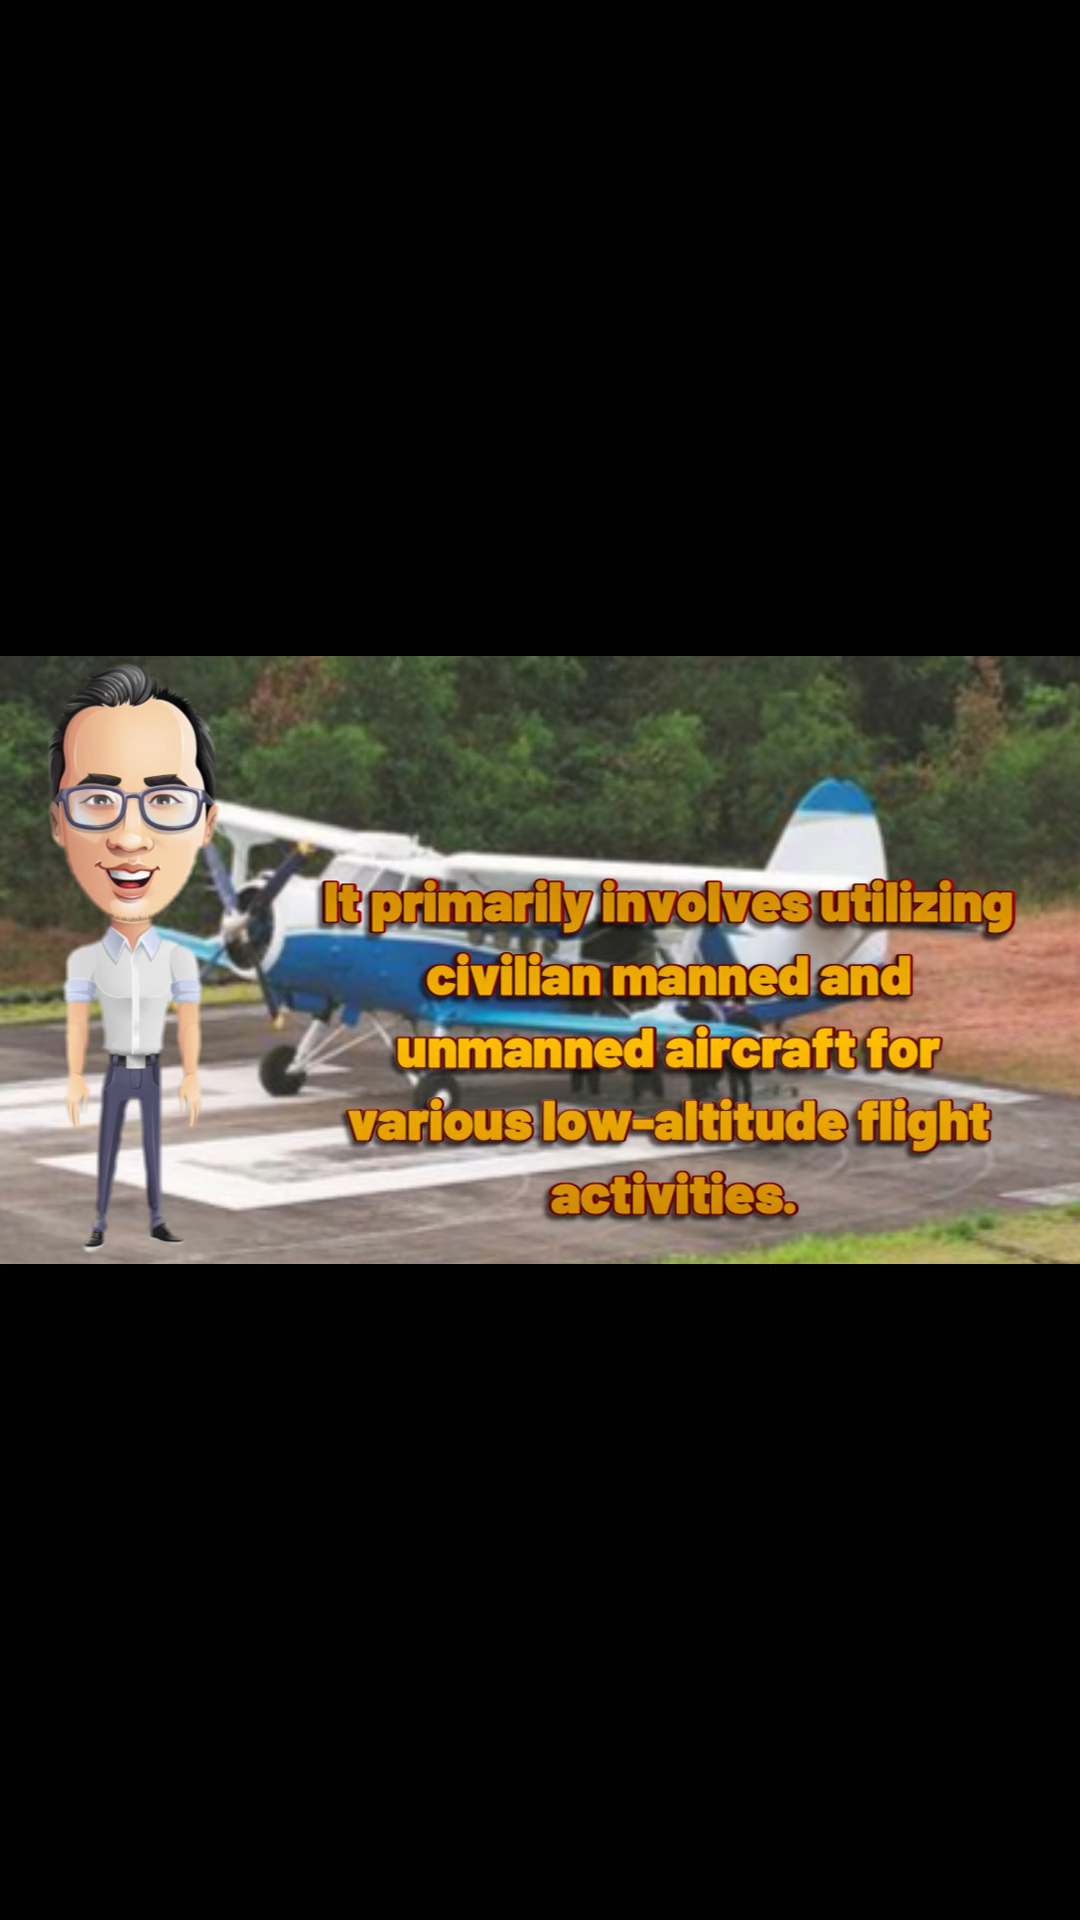 It primarily involves utilizing
civilian manned and
unmanned aircraft for
various low-altitude flight
activities.